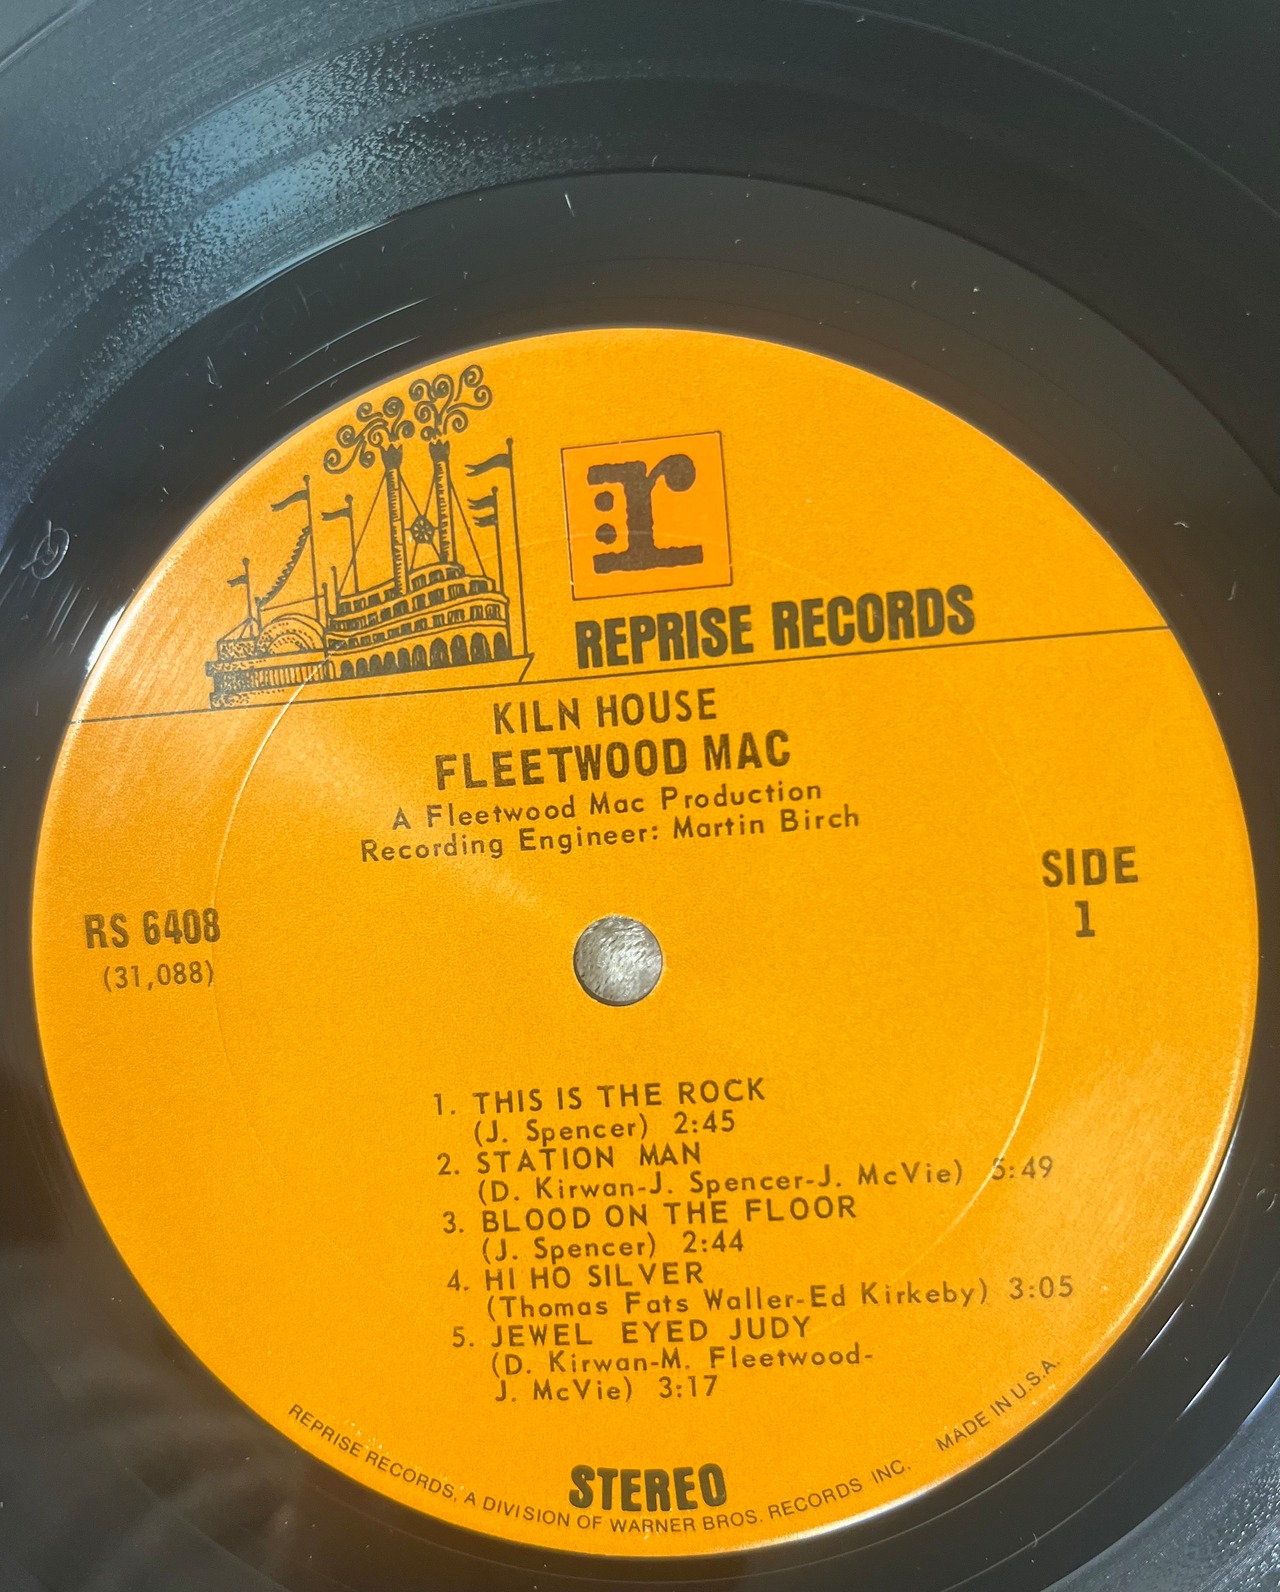 :r
REPRISE RECORDS
KILN HOUSE
FLEETWOOD MAC
A Fleetwood Mac Production
Recording Engineer: Martin Birch
RS 6408
(31,088)
SIDE
1
1. THIS IS THE ROCK
(J. Spencer) 2:45
2. STATION MAN
(D. Kirwan-J. Spencer-J. McVie) 5:49
3. BLOOD ON THE FLOOR
(J. Spencer) 2:44
4. HI HO SILVER
(Thomas Fats Waller-Ed Kirkeby) 3:05
5. JEWEL EYED JUDY
(D. Kirwan-M. Fleetwood-
J. McVie) 3:17
STEREO
REPRISE RECORDS, A DIVISION OF WARNER BROS. RECORDS INC. MADE IN U.S.A.